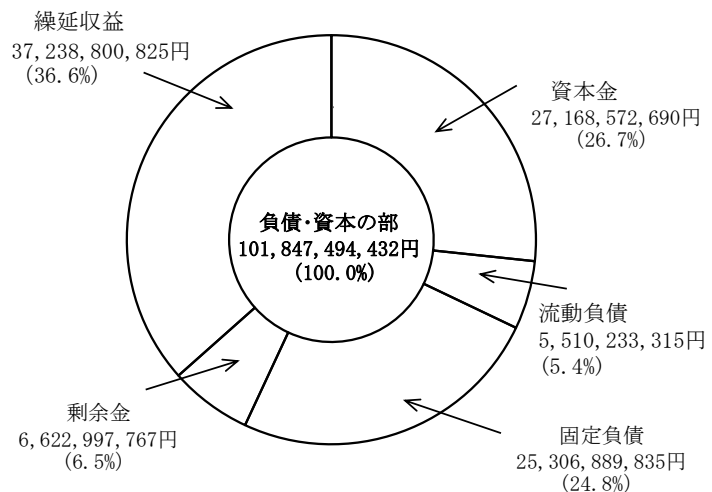 繰延収益
37,238,800,825円
(36.6%)
資本金
27,168,572,690円
(26.7%)
負債・資本の部
101,847,494,432円
(100.0%)
流動負債
5,510,233,315円
(5.4%)
剰余金
6,622,997,767円
(6.5%)
固定負債
25,306,889,835円
(24.8%)